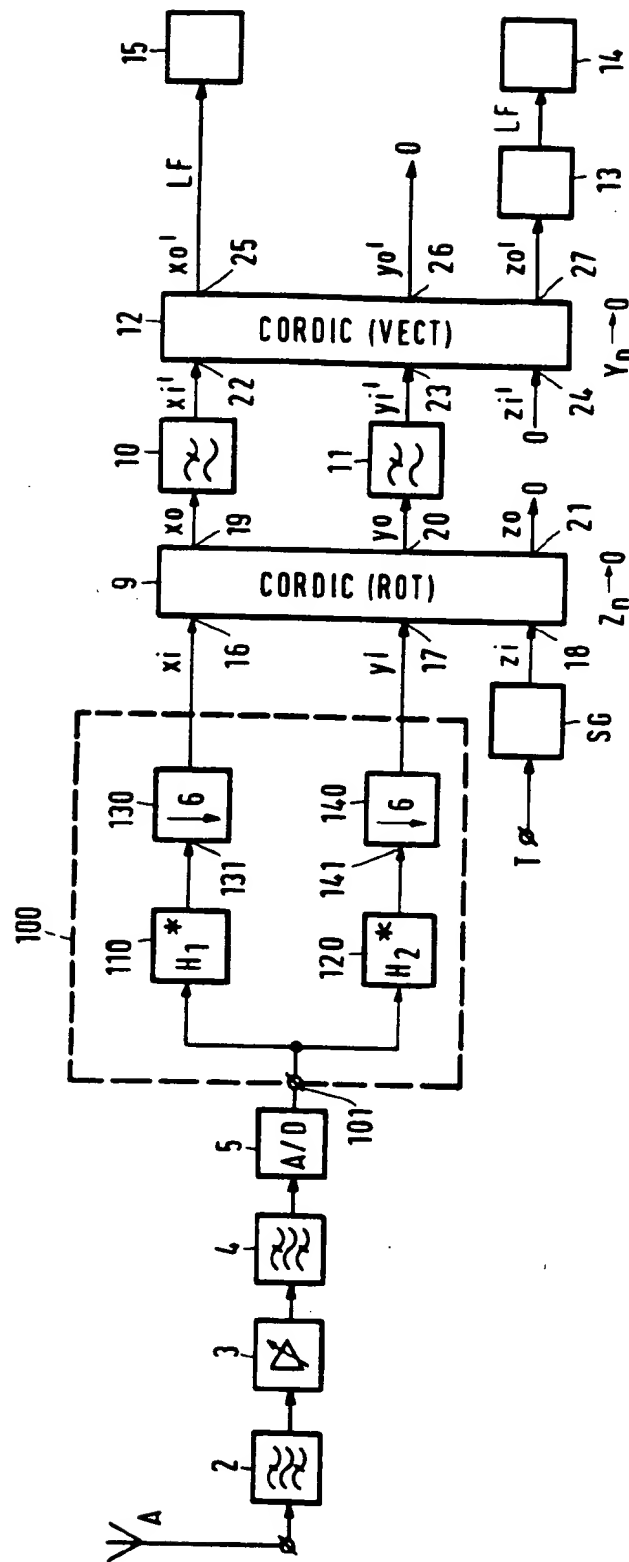 A
2
3
4
5
A/D
101
100
110
H₁*
131
130
↓6
120
H₂*
141
140
↓6
xi
16
yi
17
zi
18
T
SG
9
CORDIC (ROT)
Zn→0
xo
19
yo
20
zo
21
0
10
11
xi'
22
yi'
23
zi'
24
0
12
CORDIC (VECT)
Yn→0
xo'
25
LF
15
yo'
26
0
zo'
27
13
LF
14